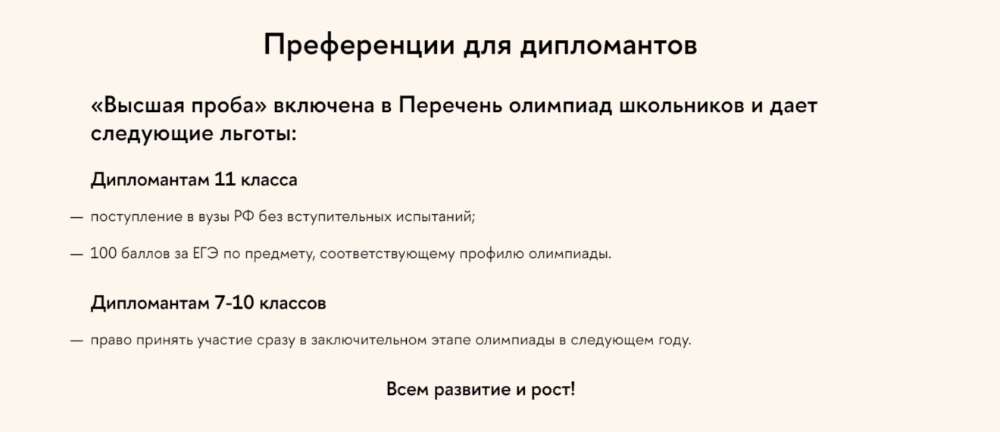 Преференции для дипломантов
«Высшая проба» включена в Перечень олимпиад школьников и дает
следующие льготы:
Дипломантам 11 класса
— поступление в вузы РФ без вступительных испытаний;
— 100 баллов за ЕГЭ по предмету, соответствующему профилю олимпиады.
Дипломантам 7-10 классов
— право принять участие сразу в заключительном этапе олимпиады в следующем году.
Всем развитие и рост!